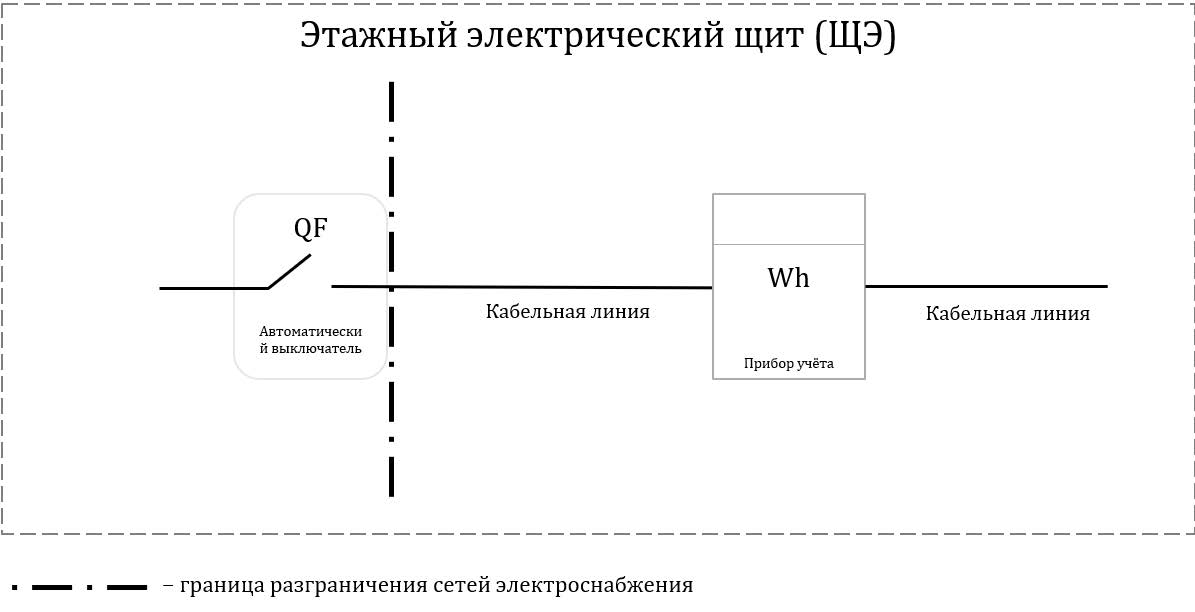 Этажный электрический щит (ЩЭ)
QF
Автоматически
й выключатель
Кабельная линия
Wh
Прибор учёта
Кабельная линия
– граница разграничения сетей электроснабжения